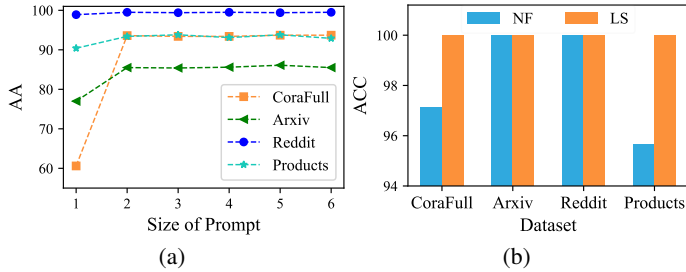 AA
100
90
80
70
60
CoraFull
Arxiv
Reddit
Products
1 2 3 4 5 6
Size of Prompt
(a)
NF LS
ACC
100
98
96
94
CoraFull Arxiv Reddit Products
Dataset
(b)